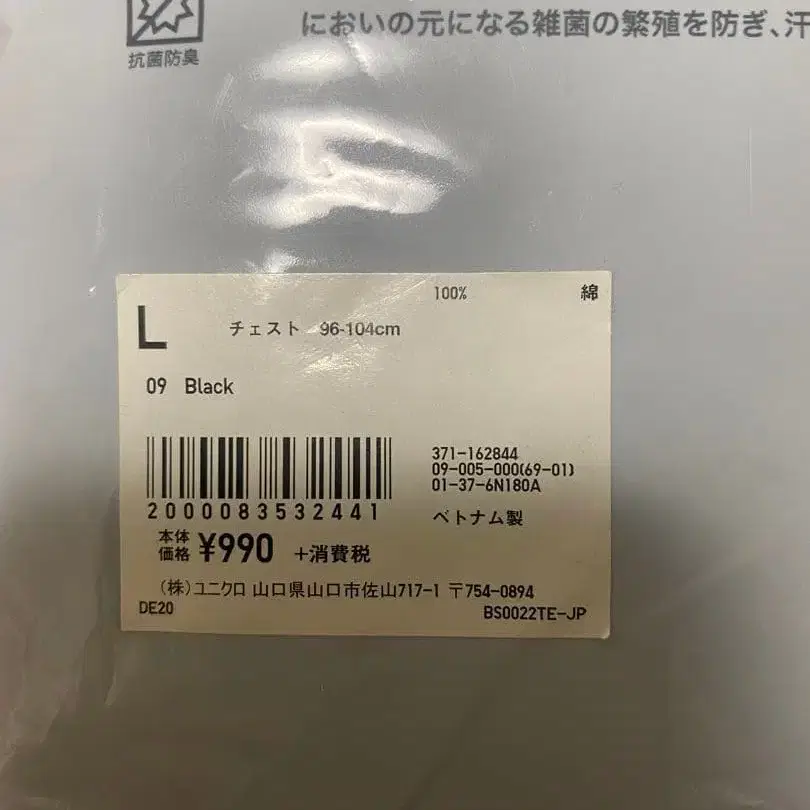 抗菌防臭
においの元になる雑菌の繁殖を防ぎ、汗
L チェスト 96-104cm
100% 綿
09 Black
2000083532441
371-162844
09-005-000(69-01)
01-37-6N180A
ベトナム製
本体価格 ¥990 +消費税
(株)ユニクロ 山口県山口市佐山717-1 〒754-0894
DE20 BS0022TE-JP